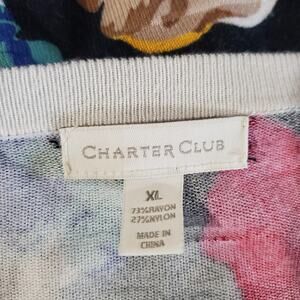 CHARTER CLUB
XL
73%RAYON
27%NYLON
MADE IN
CHINA